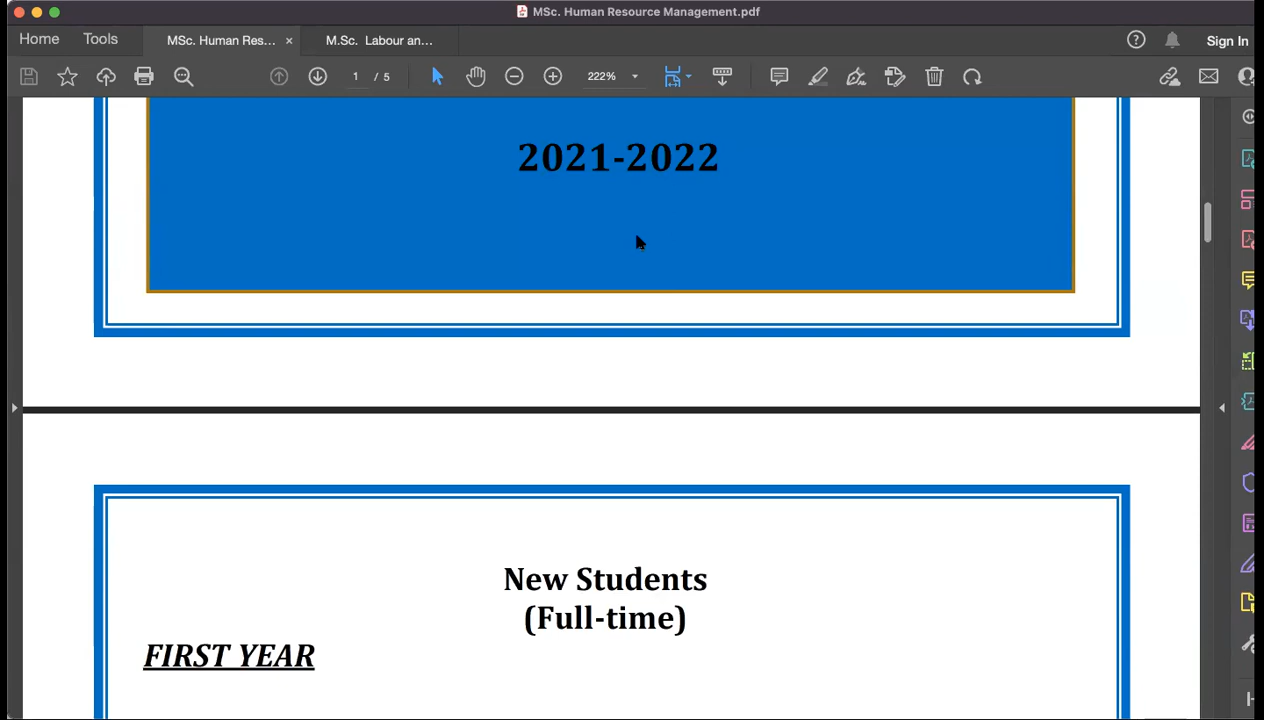 MSc. Human Resource Management.pdf
Home
Tools
MSc. Human Res...
M.Sc. Labour an...
Sign In
1 / 5
222%
2021-2022
New Students
(Full-time)
FIRST YEAR